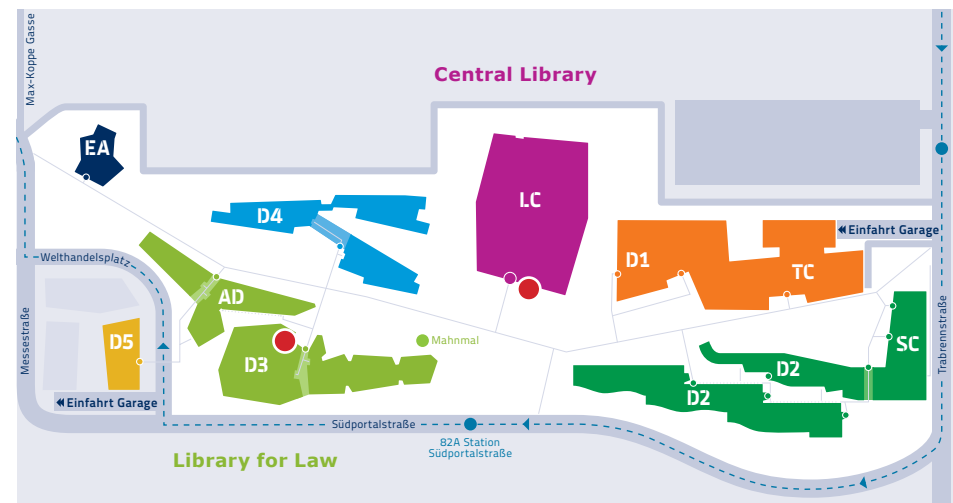 Max-Koppe Gasse
Central Library
EA
LC
D4
Einfahrt Garage
D1
TC
Welthandelsplatz
AD
Messestraße
D5
D3
Mahnmal
SC
Trabrennstraße
D2
D2
Einfahrt Garage
Südportalstraße
82A Station
Südportalstraße
Library for Law